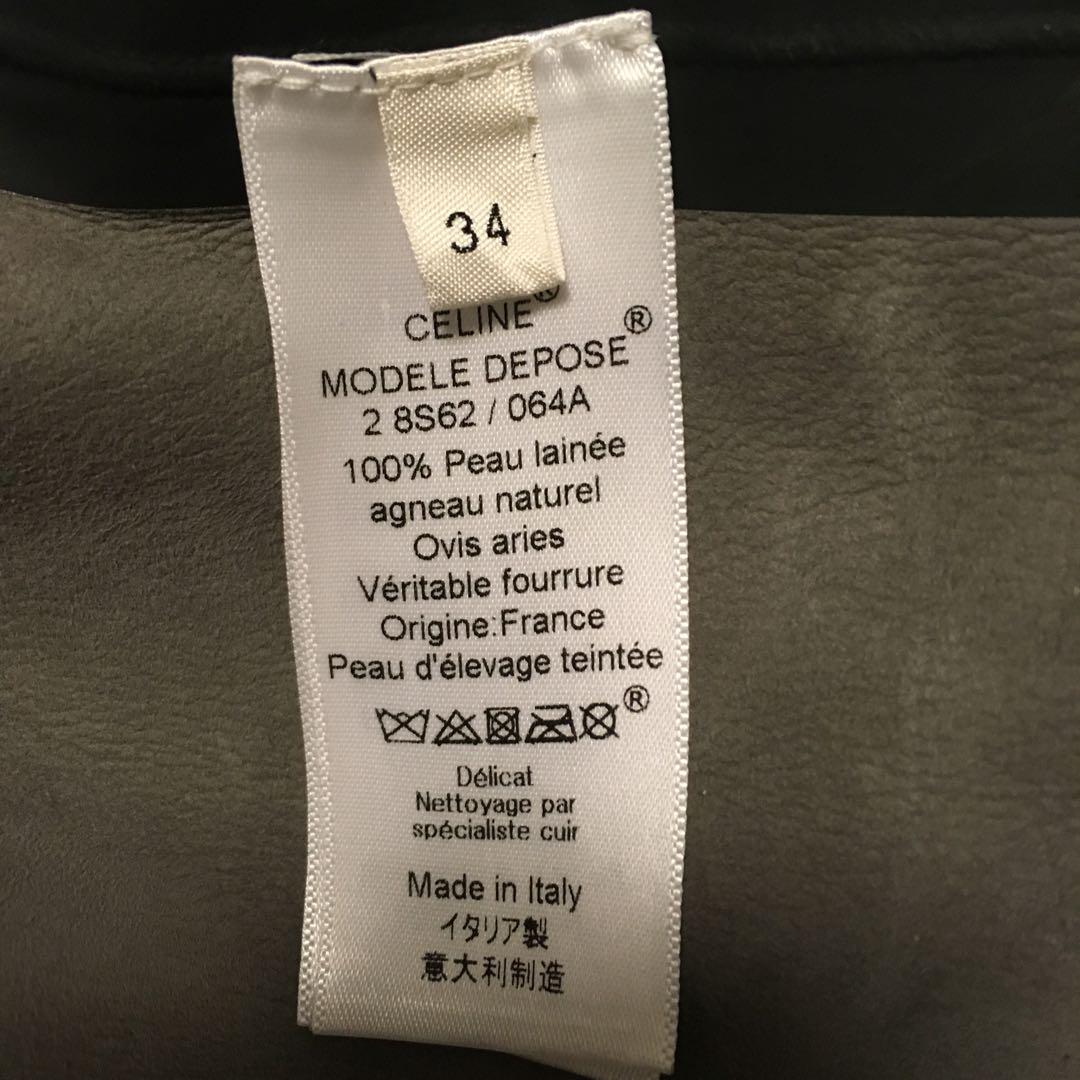 34
CELINE®
MODELE DEPOSE®
2 8S62 / 064A
100% Peau lainée
agneau naturel
Ovis aries
Véritable fourrure
Origine:France
Peau d'élevage teintée
®
Délicat
Nettoyage par
spécialiste cuir
Made in Italy
イタリア製
意大利制造